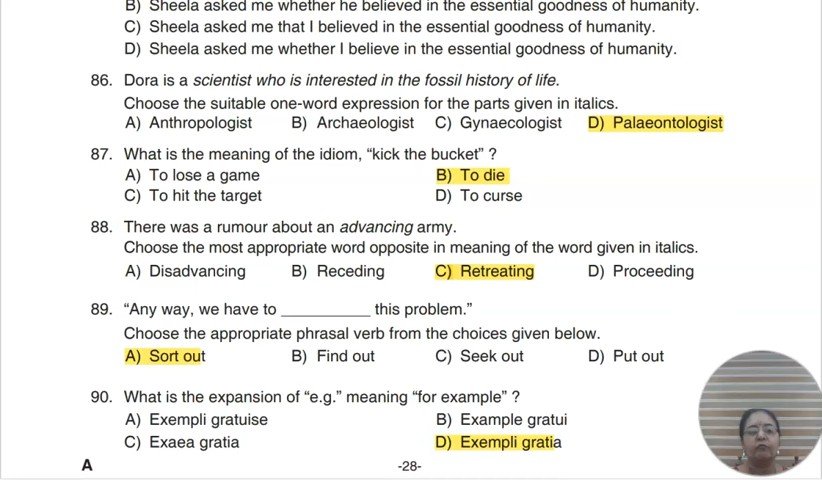 B) Sheela asked me whether he believed in the essential goodness of humanity.
C) Sheela asked me that I believed in the essential goodness of humanity.
D) Sheela asked me whether I believe in the essential goodness of humanity.
86. Dora is a scientist who is interested in the fossil history of life.
Choose the suitable one-word expression for the parts given in italics.
A) Anthropologist B) Archaeologist C) Gynaecologist D) Palaeontologist
87. What is the meaning of the idiom, “kick the bucket” ?
A) To lose a game B) To die
C) To hit the target D) To curse
88. There was a rumour about an advancing army.
Choose the most appropriate word opposite in meaning of the word given in italics.
A) Disadvancing B) Receding C) Retreating D) Proceeding
89. “Any way, we have to __________ this problem.”
Choose the appropriate phrasal verb from the choices given below.
A) Sort out B) Find out C) Seek out D) Put out
90. What is the expansion of “e.g.” meaning “for example” ?
A) Exempli gratuise B) Example gratui
C) Exaea gratia D) Exempli gratia
A -28-